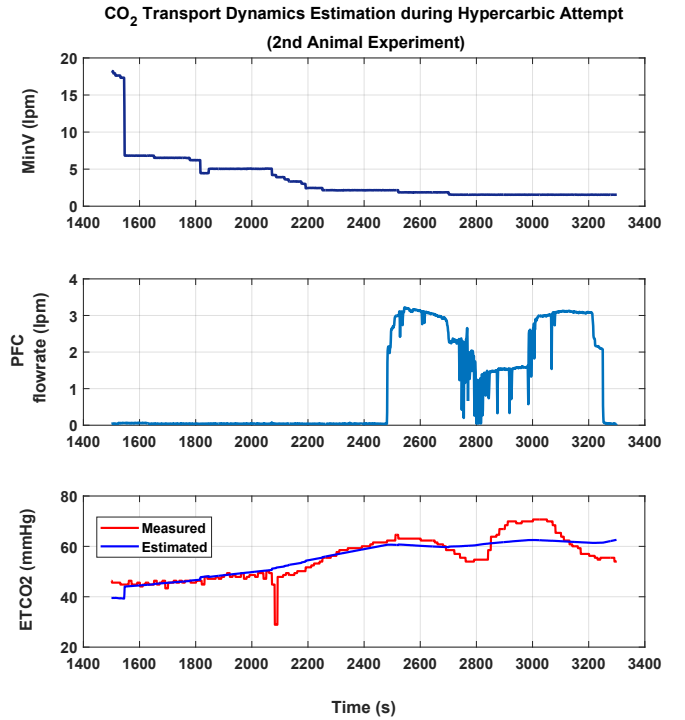 CO2 Transport Dynamics Estimation during Hypercarbic Attempt
(2nd Animal Experiment)
20
15
10
5
0
MinV (lpm)
1400 1600 1800 2000 2200 2400 2600 2800 3000 3200 3400
4
3
2
1
0
PFC
flowrate (lpm)
1400 1600 1800 2000 2200 2400 2600 2800 3000 3200 3400
80
60
40
20
ETCO2 (mmHg)
Measured
Estimated
1400 1600 1800 2000 2200 2400 2600 2800 3000 3200 3400
Time (s)